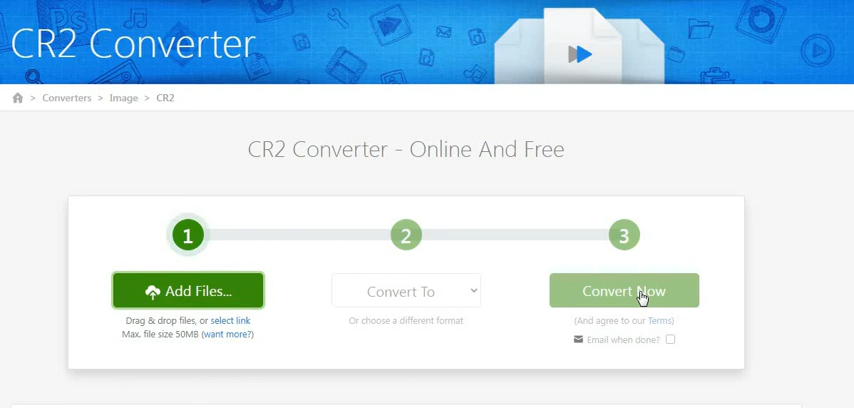 CR2 Converter
> Converters > Image > CR2
CR2 Converter - Online And Free
1
2
3
Add Files...
Convert To
Convert Now
Drag & drop files, or select link
Or choose a different format
(And agree to our Terms)
Max. file size 50MB (want more?)
Email when done?